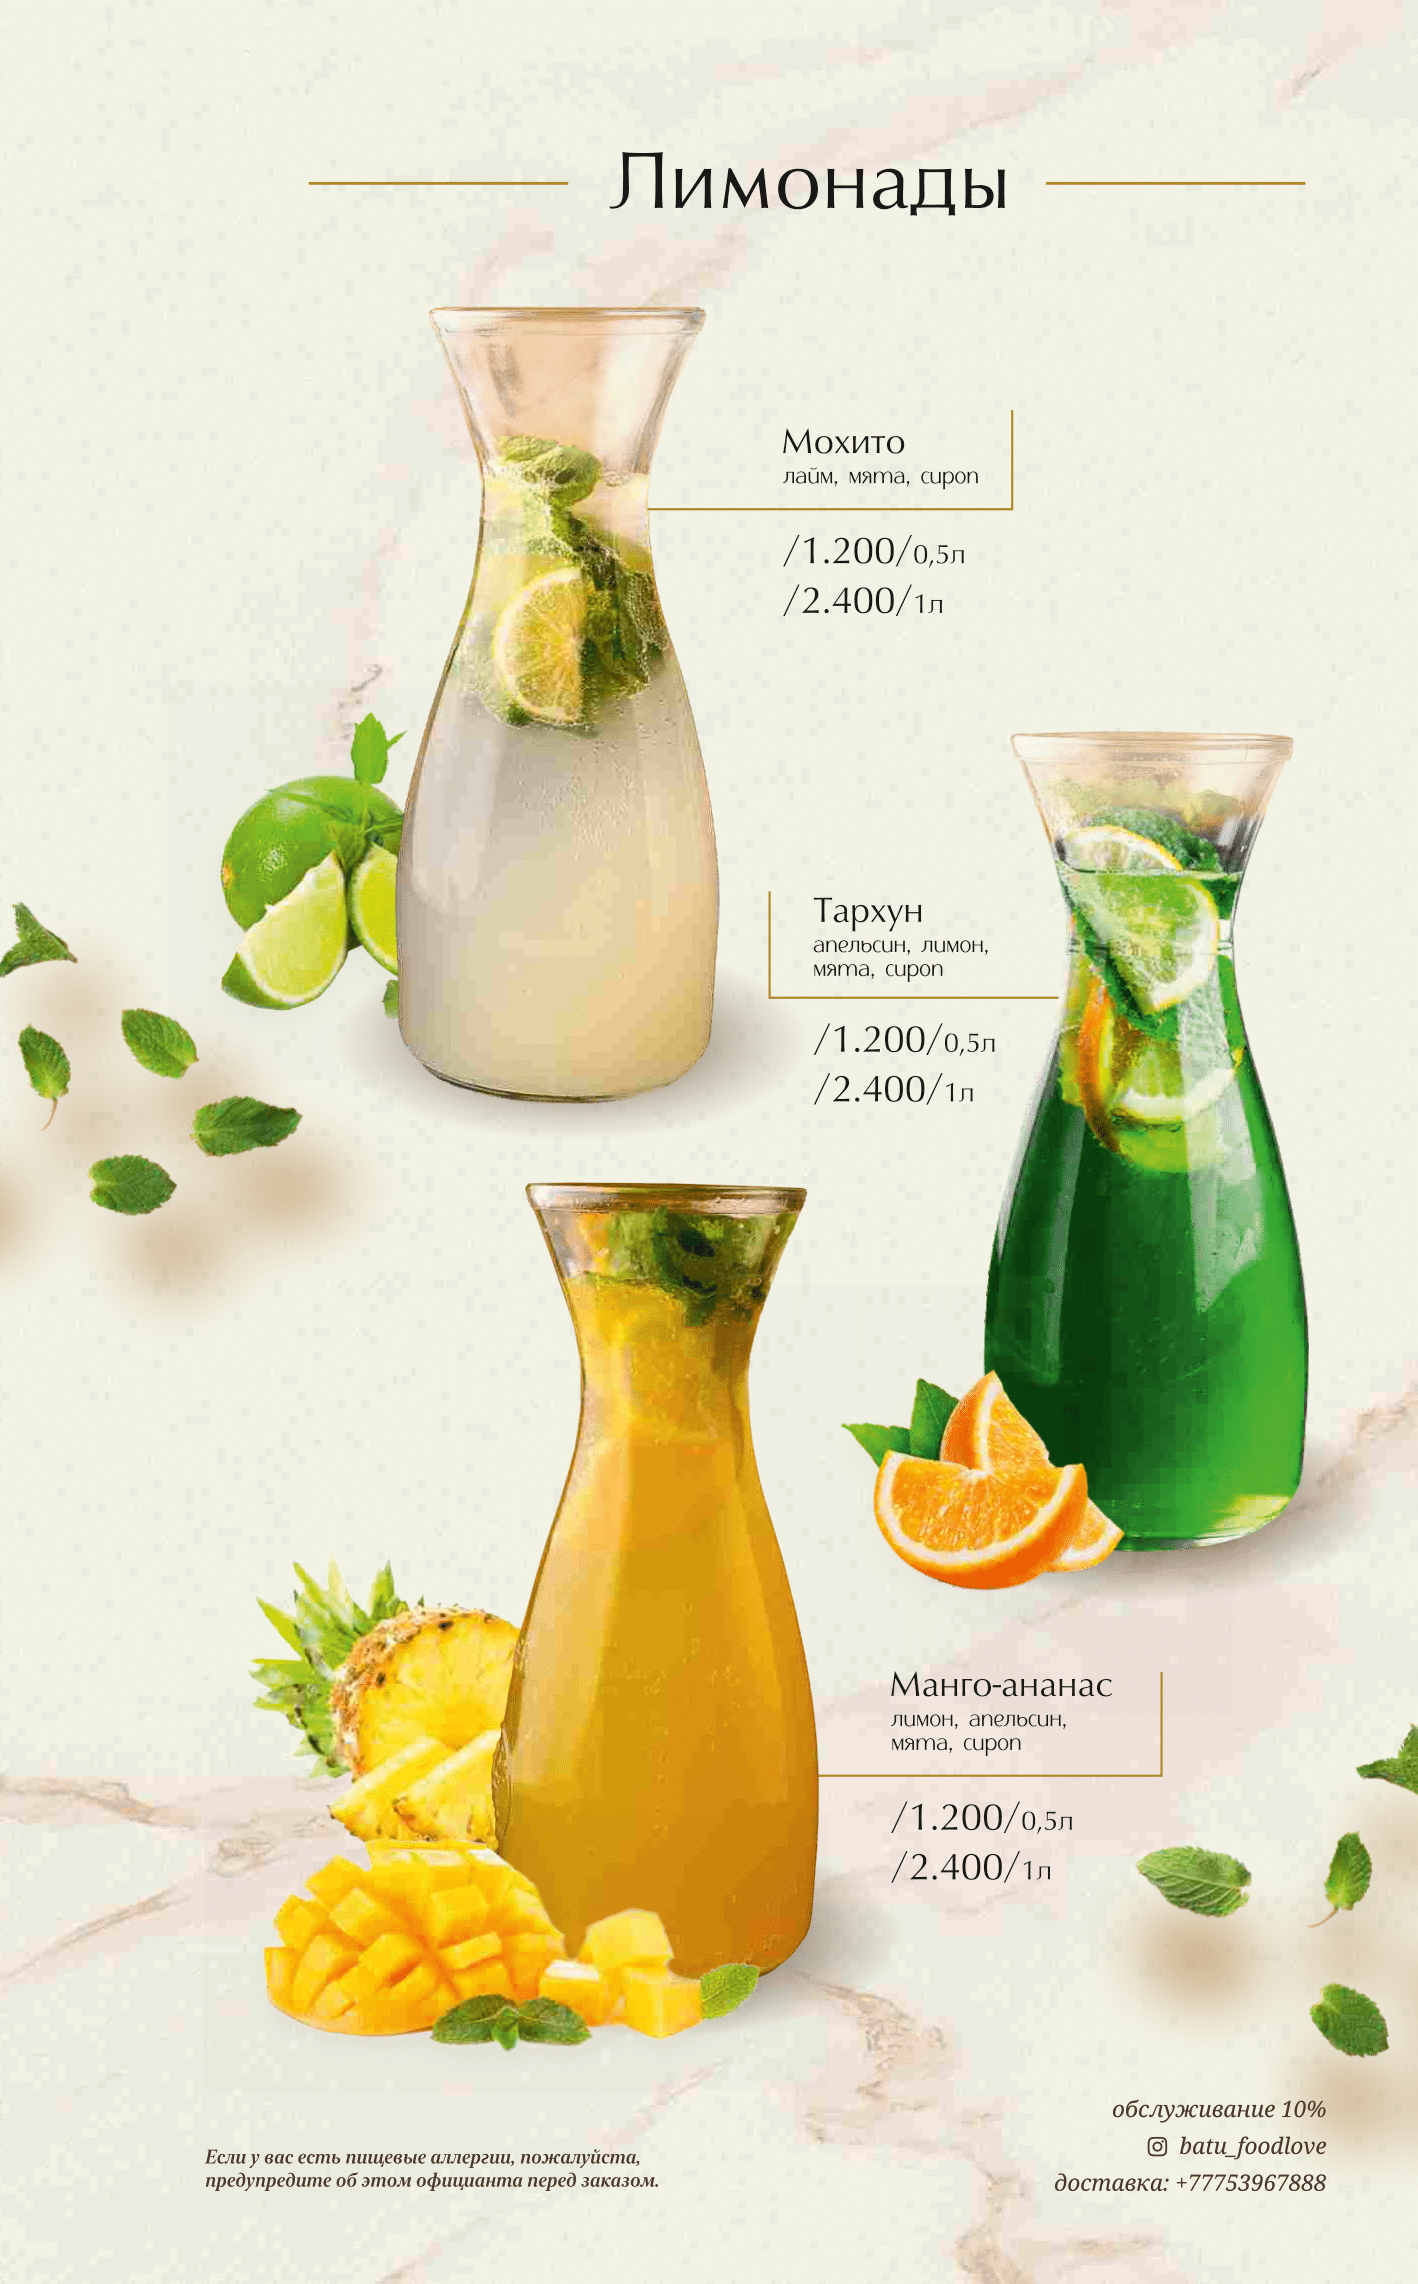 Лимонады
Мохито
лайм, мята, сироп
/1.200/0,5л
/2.400/1л
Тархун
апельсин, лимон,
мята, сироп
/1.200/0,5л
/2.400/1л
Манго-ананас
лимон, апельсин,
мята, сироп
/1.200/0,5л
/2.400/1л
Если у вас есть пищевые аллергии, пожалуйста,
предупредите об этом официанта перед заказом.
обслуживание 10%
batu_foodlove
доставка: +77753967888